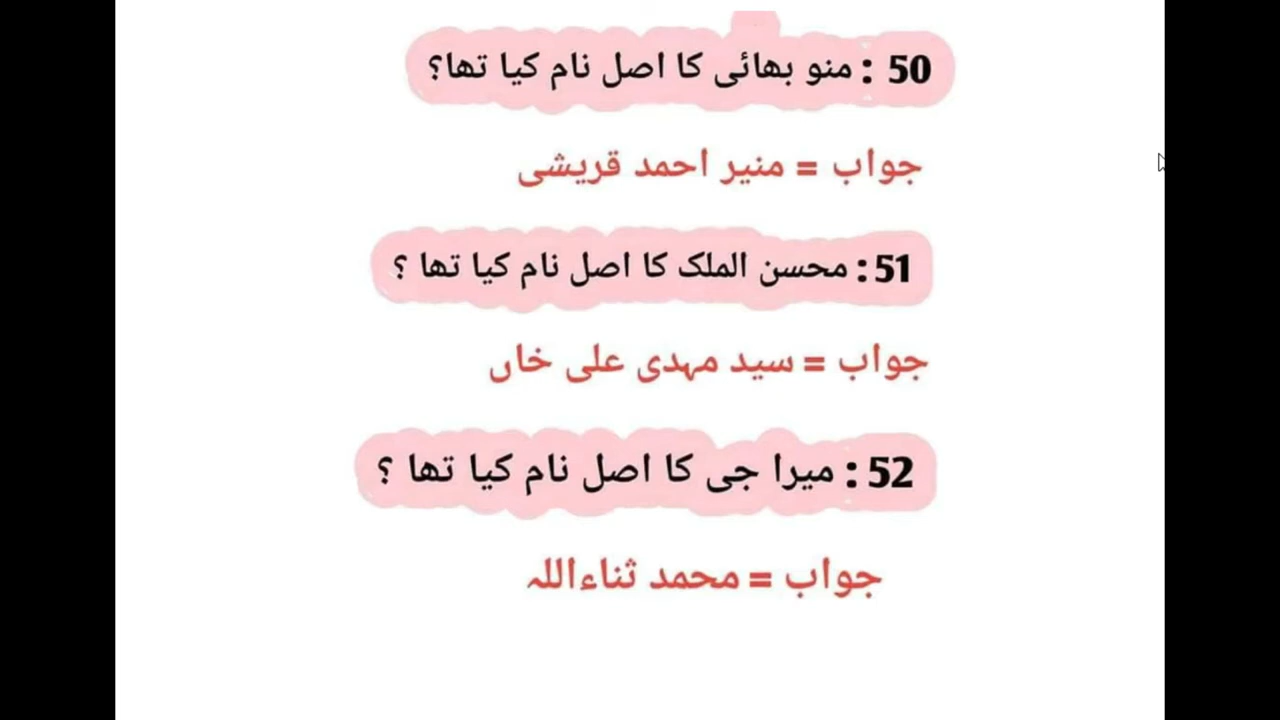 50 : منو بھائی کا اصل نام کیا تھا؟
جواب = منیر احمد قریشی
51 : محسن الملک کا اصل نام کیا تھا ؟
جواب = سید مہدی علی خاں
52 : میرا جی کا اصل نام کیا تھا ؟
جواب = محمد ثناءاللہ